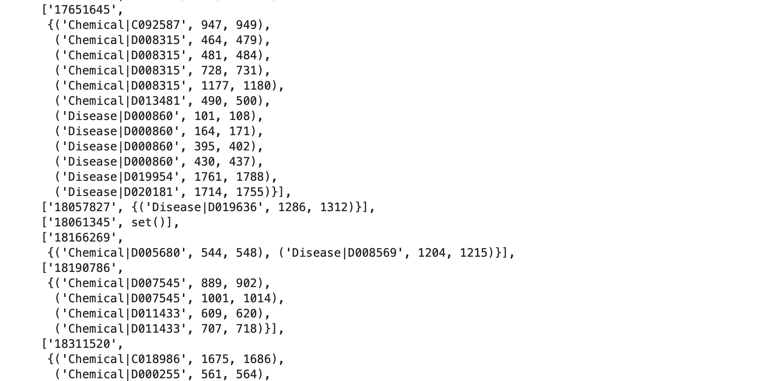 ['17651645',
{('Chemical|C092587', 947, 949),
('Chemical|D008315', 464, 479),
('Chemical|D008315', 481, 484),
('Chemical|D008315', 728, 731),
('Chemical|D008315', 1177, 1180),
('Chemical|D013481', 490, 500),
('Disease|D000860', 101, 108),
('Disease|D000860', 164, 171),
('Disease|D000860', 395, 402),
('Disease|D000860', 430, 437),
('Disease|D019954', 1761, 1788),
('Disease|D020181', 1714, 1755)}],
['18057827', {('Disease|D019636', 1286, 1312)}],
['18061345', set()],
['18166269',
{('Chemical|D005680', 544, 548), ('Disease|D008569', 1204, 1215)}],
['18190786',
{('Chemical|D007545', 889, 902),
('Chemical|D007545', 1001, 1014),
('Chemical|D011433', 609, 620),
('Chemical|D011433', 707, 718)}],
['18311520',
{('Chemical|C018986', 1675, 1686),
('Chemical|D000255', 561, 564),